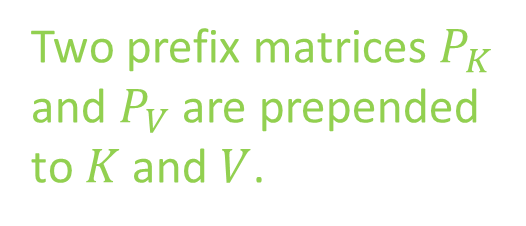 Two prefix matrices P_K
and P_V are prepended
to K and V.